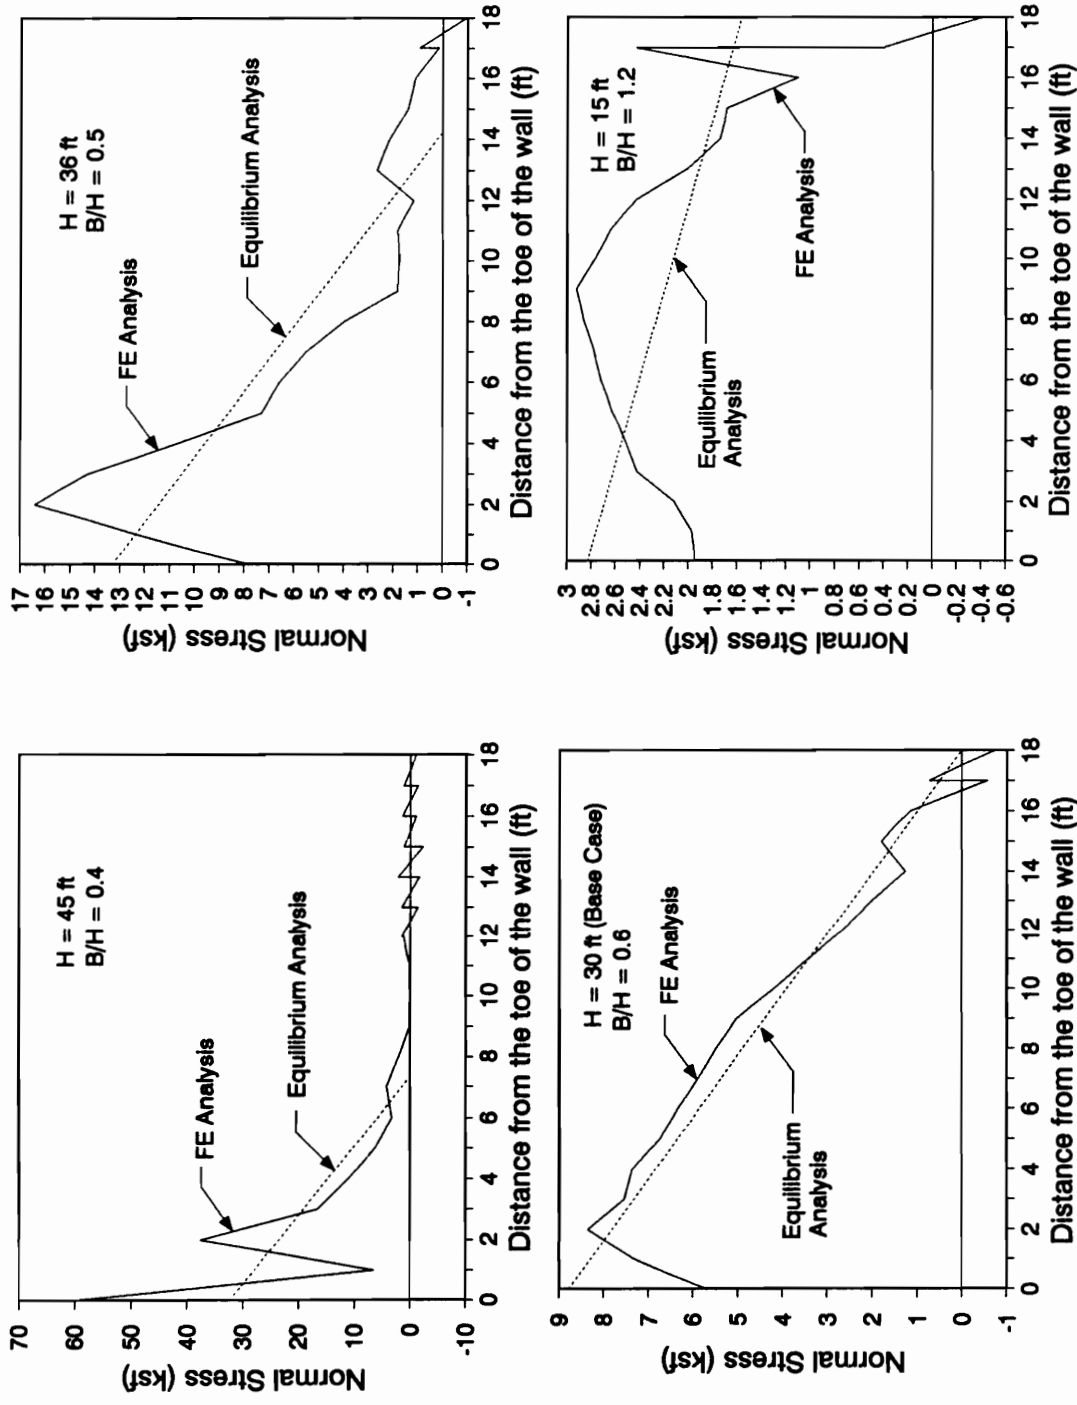 H = 45 ft
B/H = 0.4
FE Analysis
Equilibrium Analysis
Normal Stress (ksf)
70
60
50
40
30
20
10
0
-10
0 2 4 6 8 10 12 14 16 18
Distance from the toe of the wall (ft)
H = 36 ft
B/H = 0.5
FE Analysis
Equilibrium Analysis
Normal Stress (ksf)
17
16
14
13
12
11
10
9
8
7
6
5
4
3
2
1
0
-1
0 2 4 6 8 10 12 14 16 18
Distance from the toe of the wall (ft)
H = 30 ft (Base Case)
B/H = 0.6
FE Analysis
Equilibrium
Analysis
Normal Stress (ksf)
9
8
7
6
5
4
3
2
1
0
-1
0 2 4 6 8 10 12 14 16 18
Distance from the toe of the wall (ft)
H = 15 ft
B/H = 1.2
Equilibrium
Analysis
FE Analysis
Normal Stress (ksf)
3
2.8
2.6
2.4
2.2
2
1.8
1.6
1.4
1.2
1
0.8
0.6
0.4
0.2
0
-0.2
-0.4
-0.6
0 2 4 6 8 10 12 14 16 18
Distance from the toe of the wall (ft)